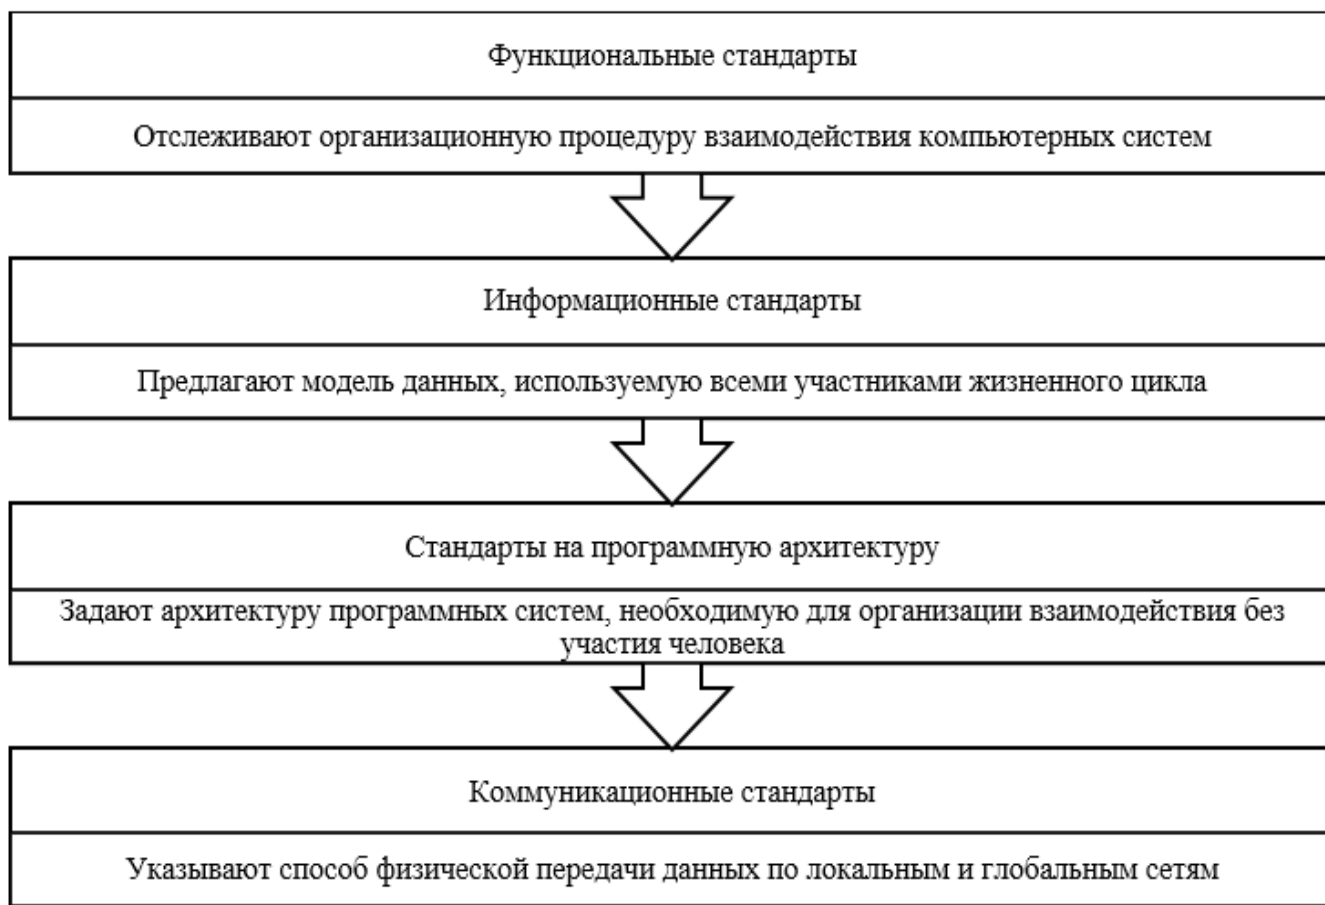 Функциональные стандарты
Отслеживают организационную процедуру взаимодействия компьютерных систем
Информационные стандарты
Предлагают модель данных, используемую всеми участниками жизненного цикла
Стандарты на программную архитектуру
Задают архитектуру программных систем, необходимую для организации взаимодействия без
участия человека
Коммуникационные стандарты
Указывают способ физической передачи данных по локальным и глобальным сетям